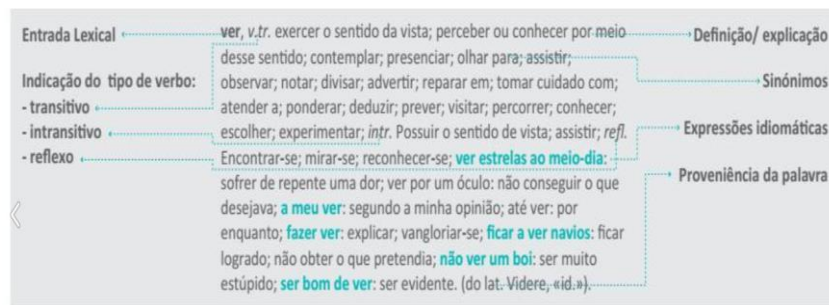 Entrada Lexical
Indicação do tipo de verbo:
- transitivo
- intransitivo
- reflexo
ver, v.tr. exercer o sentido da vista; perceber ou conhecer por meio
desse sentido; contemplar; presenciar; olhar para; assistir;
observar; notar; divisar; advertir; reparar em; tomar cuidado com;
atender a; ponderar; deduzir; prever; visitar; percorrer; conhecer;
escolher; experimentar; intr. Possuir o sentido de vista; assistir; refl.
Encontrar-se; mirar-se; reconhecer-se; ver estrelas ao meio-dia:
sofrer de repente uma dor; ver por um óculo: não conseguir o que
desejava; a meu ver: segundo a minha opinião; até ver: por
enquanto; fazer ver: explicar; vangloriar-se; ficar a ver navios: ficar
logrado; não obter o que pretendia; não ver um boi: ser muito
estúpido; ser bom de ver: ser evidente. (do lat. Videre, «id.»).
Definição/ explicação
Sinónimos
Expressões idiomáticas
Proveniência da palavra